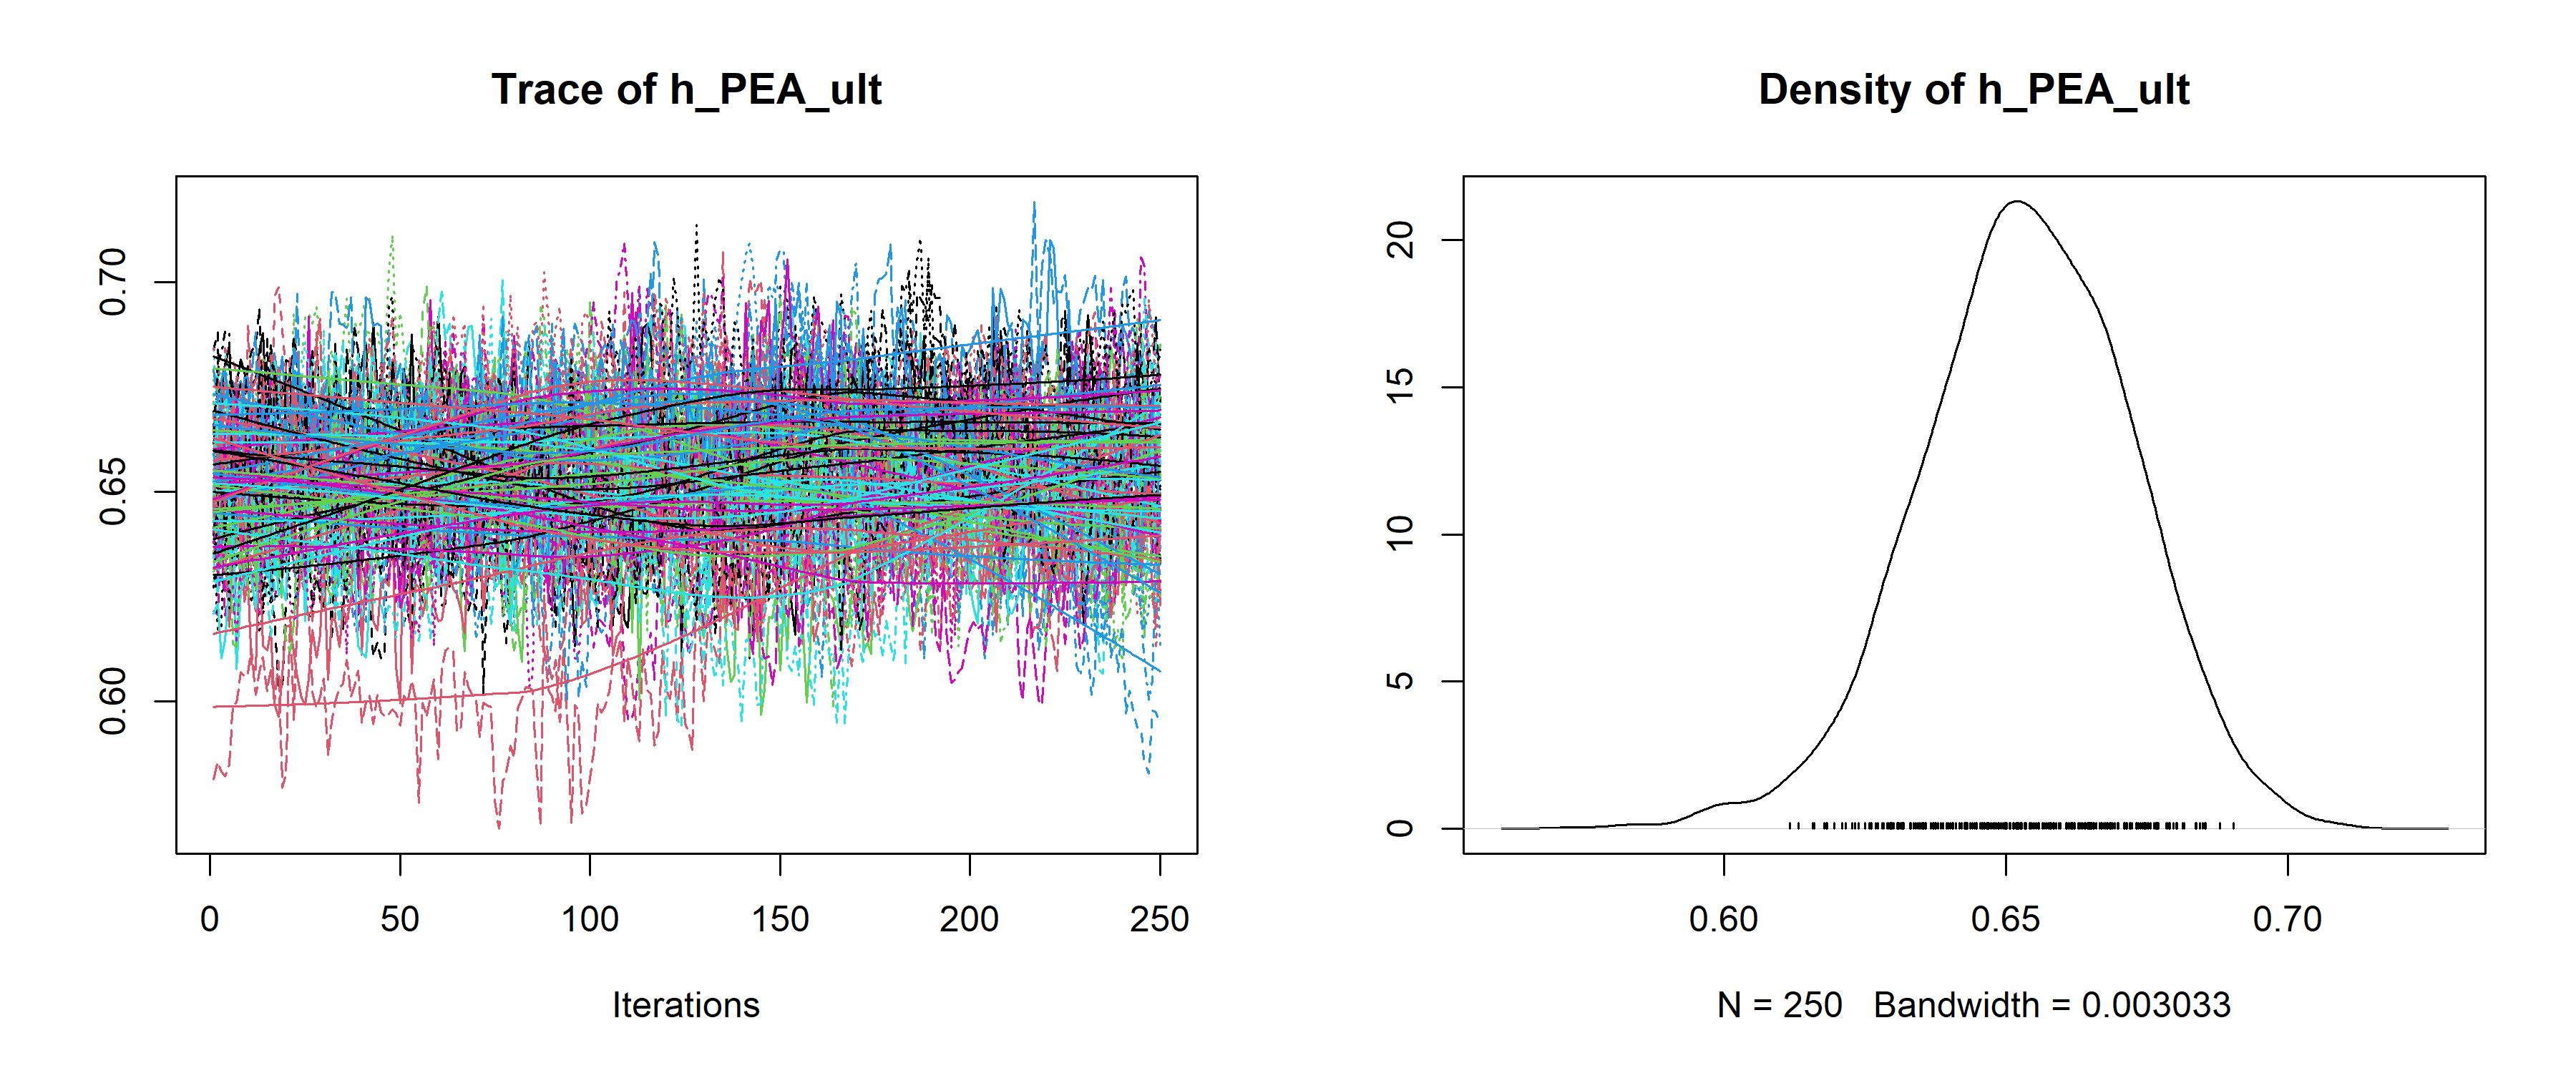 Trace of h_PEA_ult
0.70
0.65
0.60
0 50 100 150 200 250
Iterations
Density of h_PEA_ult
20
15
10
5
0
0.60 0.65 0.70
N = 250 Bandwidth = 0.003033